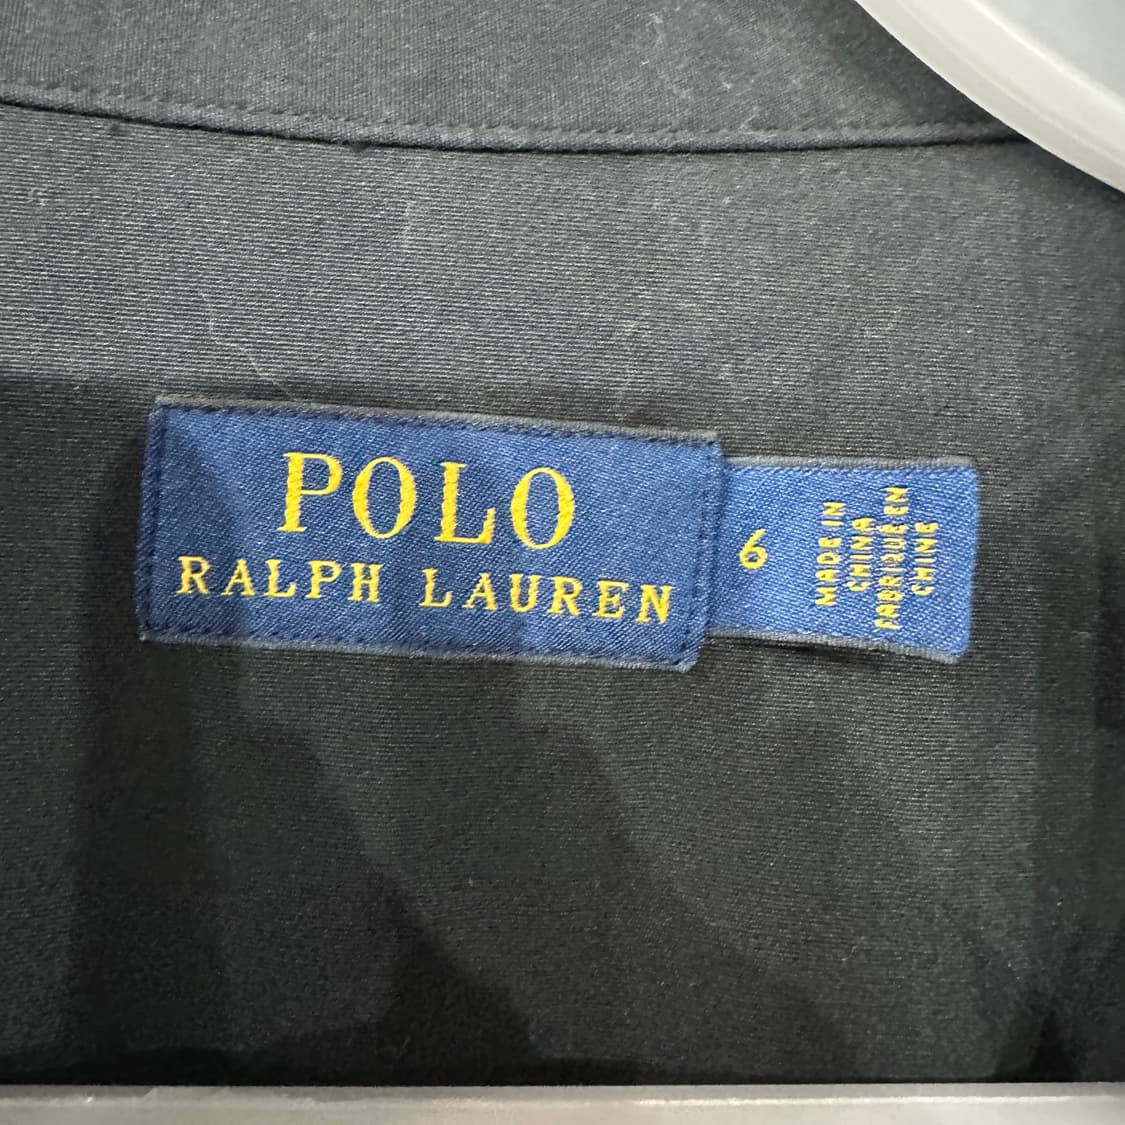 POLO
RALPH LAUREN
6
MADE IN
CHINA
FABRIQUÉ EN
CHINE